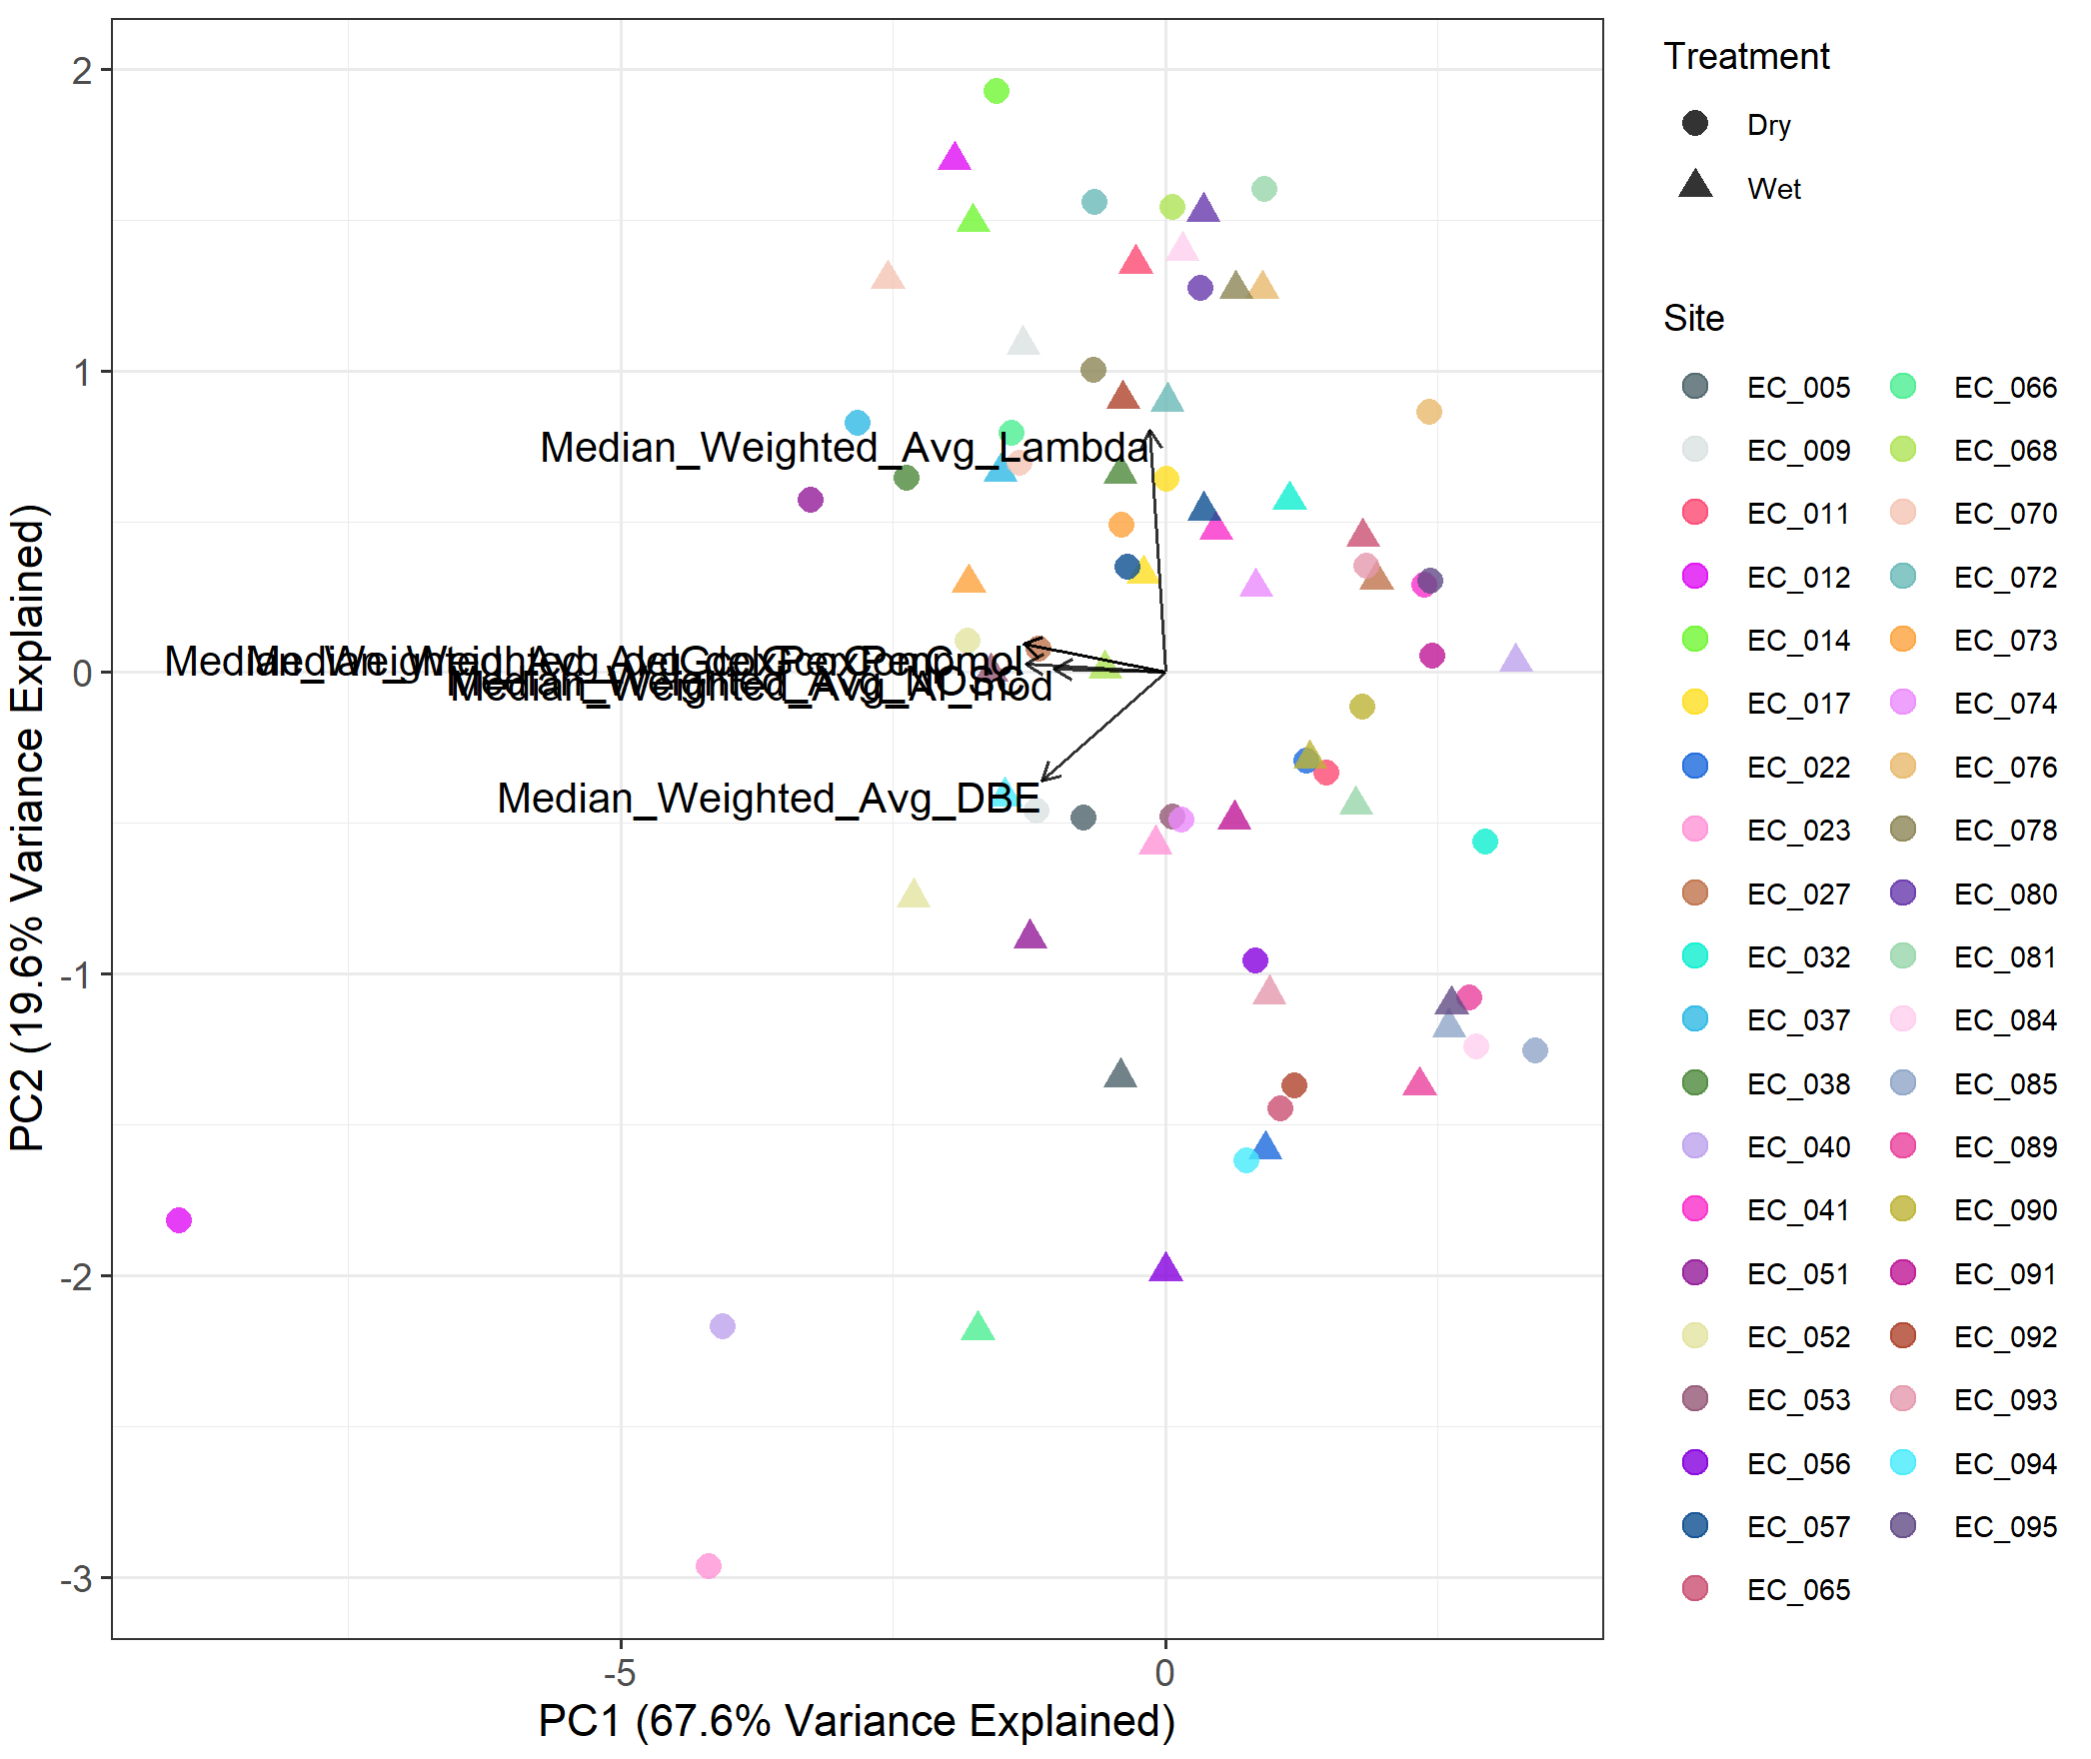 2
1
0
-1
-2
-3
-5
0
PC2 (19.6% Variance Explained)
PC1 (67.6% Variance Explained)
Median_Weighted_Avg_Lambda
Median_Weighted_Avg_AI_mod
Median_Weighted_Avg_DBE
Treatment
Dry
Wet
Site
EC_005
EC_009
EC_011
EC_012
EC_014
EC_017
EC_022
EC_023
EC_027
EC_032
EC_037
EC_038
EC_040
EC_041
EC_051
EC_052
EC_053
EC_056
EC_057
EC_065
EC_066
EC_068
EC_070
EC_072
EC_073
EC_074
EC_076
EC_078
EC_080
EC_081
EC_084
EC_085
EC_089
EC_090
EC_091
EC_092
EC_093
EC_094
EC_095